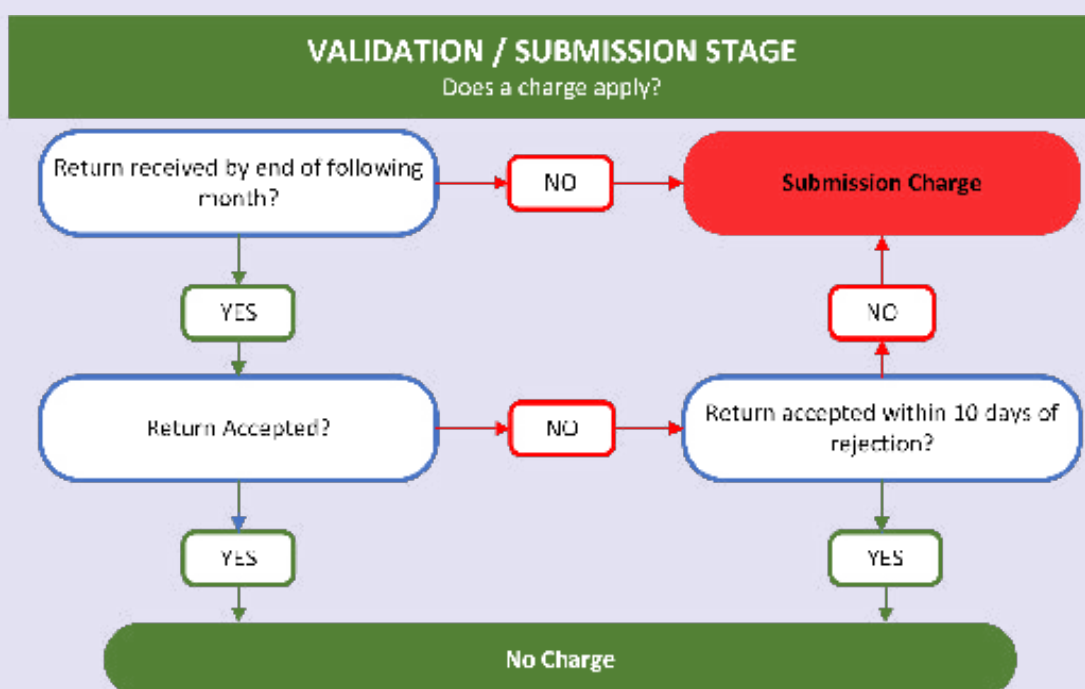 VALIDATION / SUBMISSION STAGE
Does a charge apply?
Return received by end of following
month?
NO
Submission Charge
YES
NO
Return Accepted?
NO
Return accepted within 10 days of
rejection?
YES
YES
No Charge